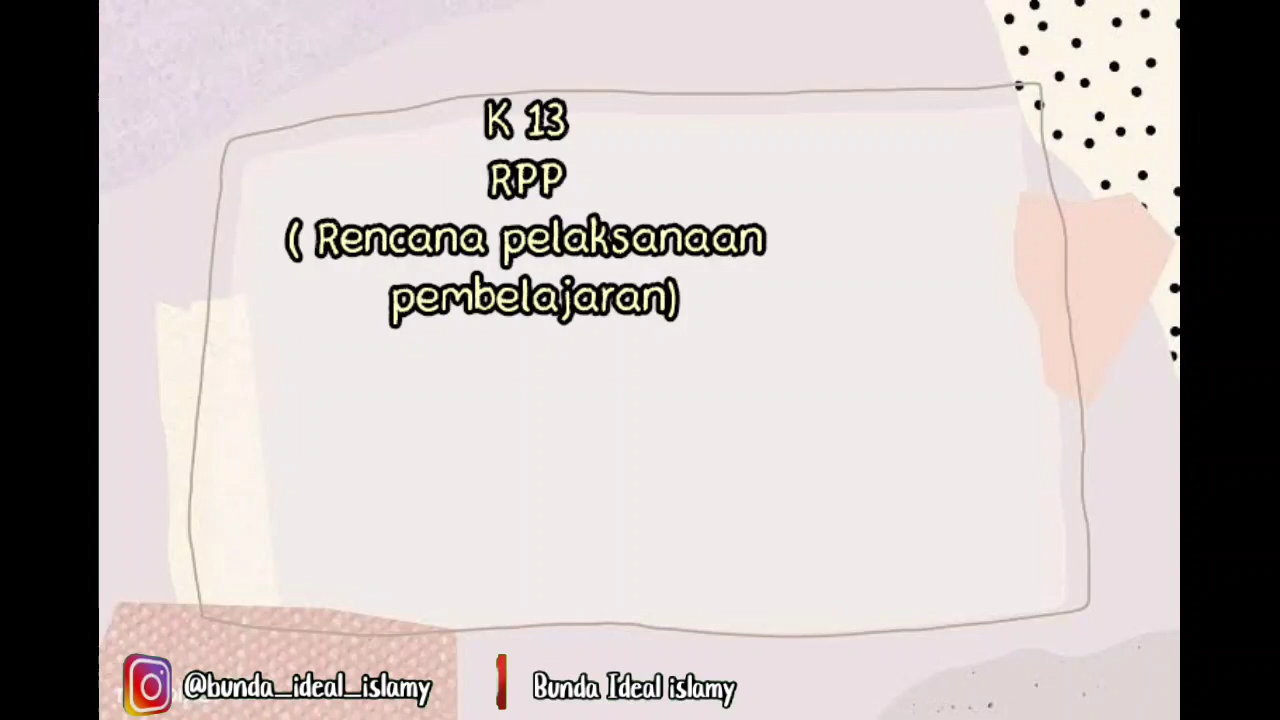 K 13
RPP
( Rencana pelaksanaan
pembelajaran)
@bunda_ideal_islamy
Bunda Ideal islamy